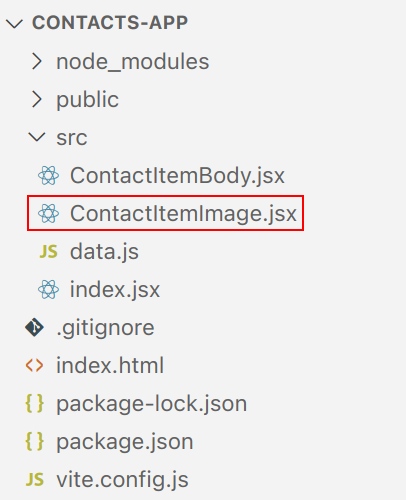 CONTACTS-APP
node_modules
public
src
ContactItemBody.jsx
ContactItemImage.jsx
JS data.js
index.jsx
.gitignore
<> index.html
{} package-lock.json
{} package.json
JS vite.config.js